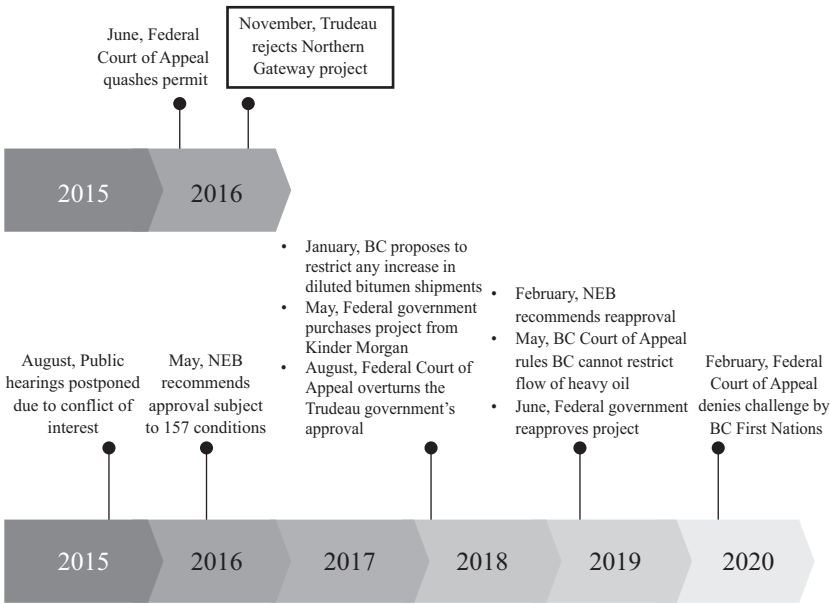 June, Federal
Court of Appeal
quashes permit
November, Trudeau
rejects Northern
Gateway project
2015
2016
August, Public
hearings postponed
due to conflict of
interest
May, NEB
recommends
approval subject
to 157 conditions
• January, BC proposes to
restrict any increase in
diluted bitumen shipments
• May, Federal government
purchases project from
Kinder Morgan
• August, Federal Court of
Appeal overturns the
Trudeau government’s
approval
• February, NEB
recommends reapproval
• May, BC Court of Appeal
rules BC cannot restrict
flow of heavy oil
• June, Federal government
reapproves project
February, Federal
Court of Appeal
denies challenge by
BC First Nations
2015
2016
2017
2018
2019
2020